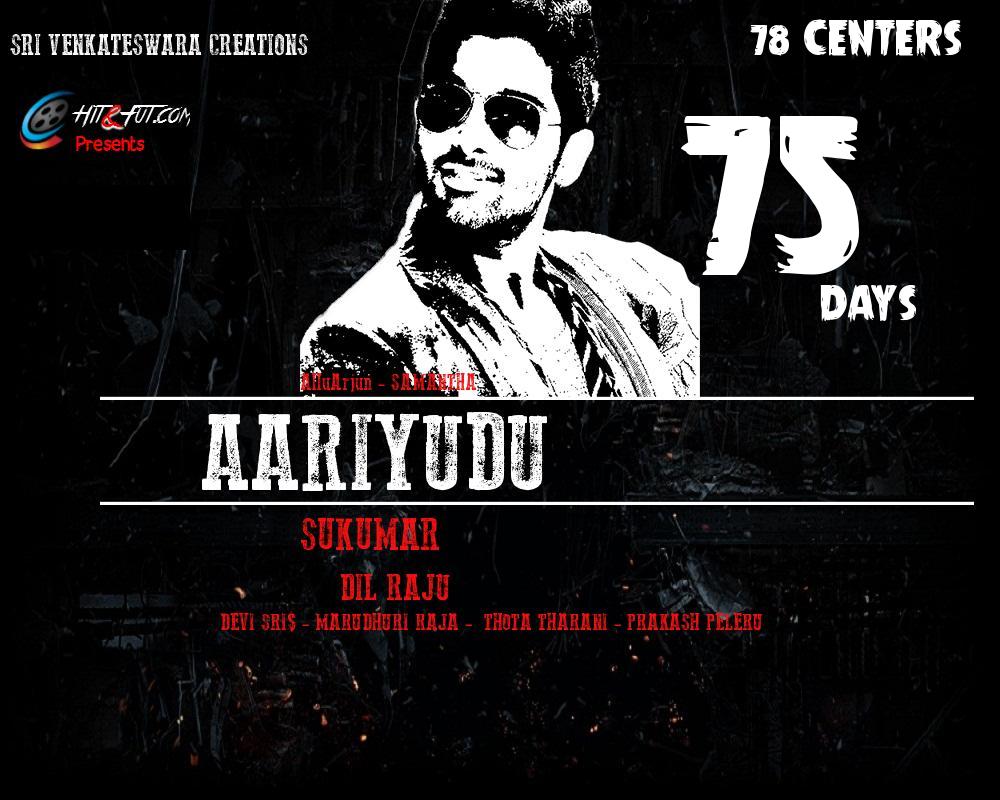 SRI VENKATESWARA CREATIONS
78 CENTERS
HIT&FUT.COM
Presents
75
DAYS
AlluArjun - SAMANTHA
AARIYUDU
SUKUMAR
DIL RAJU
DEVI SRI$ - MARUDHURI RAJA - THOTA THARANI - PRAKASH PELERU